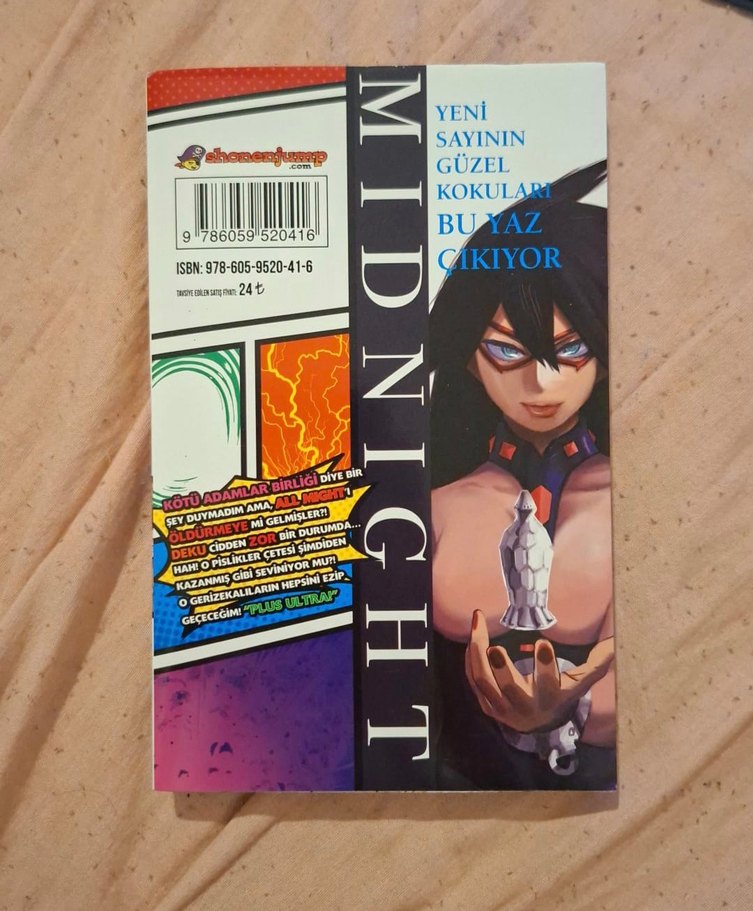 shonenjump
.com
9 786059 520416
ISBN: 978-605-9520-41-6
TAVSİYE EDİLEN SATIŞ FİYATI: 24 ₺
KÖTÜ ADAMLAR BİRLİĞİ DİYE BİR
ŞEY DUYMADIM AMA, ALL MIGHT'I
ÖLDÜRMEYE Mİ GELMİŞLER?!
DEKU CİDDEN ZOR BİR DURUMDA...
HAH! O PİSLİKLER ÇETESİ ŞİMDİDEN
KAZANMIŞ GİBİ SEVİNİYOR MU?!
O GERİZEKALILARIN HEPSİNİ EZİP
GEÇECEĞİM! "PLUS ULTRA!"
MIDNIGHT
YENİ
SAYININ
GÜZEL
KOKULARI
BU YAZ
ÇIKIYOR